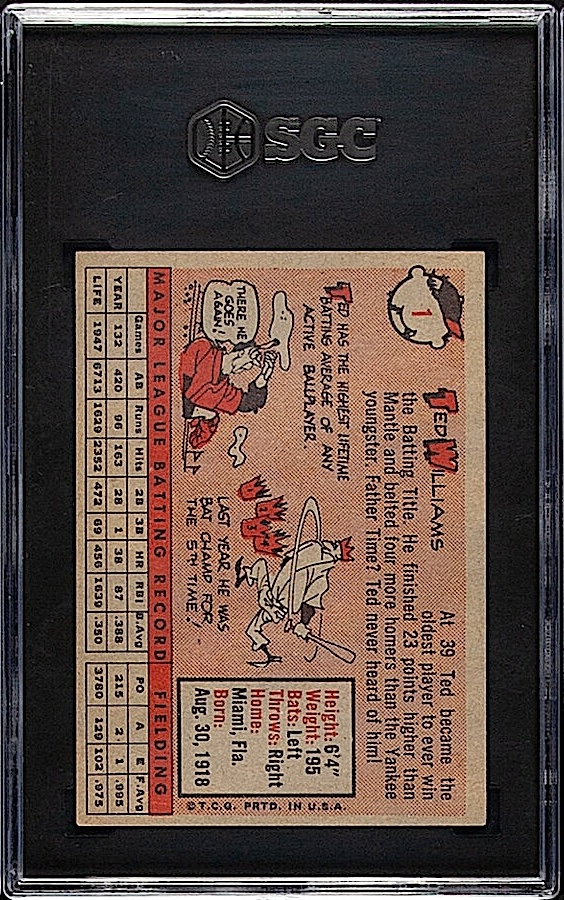 SGC
1
TED WILLIAMS
At 39 Ted became the
oldest player to ever win
the Batting Title. He finished 23 points higher than
Mantle and belted four more homers than the Yankee
youngster. Father Time? Ted never heard of him!
TED HAS THE HIGHEST LIFETIME
BATTING AVERAGE OF ANY
ACTIVE BALLPLAYER.
THERE HE
GOES
AGAIN!
LAST YEAR HE WAS
BAT CHAMP FOR
THE 5TH TIME!
Height: 6'4"
Weight: 195
Bats: Left
Throws: Right
Home:
Miami, Fla.
Born:
Aug. 30, 1918
© T.C.G. PRTD. IN U.S.A.
MAJOR LEAGUE BATTING RECORD FIELDING
Games AB Runs Hits 2B 3B HR RBI B.Avg PO A E F.Avg
YEAR 132 420 96 163 28 1 38 87 .388 215 2 1 .995
LIFE 1947 6713 1629 2352 472 69 456 1639 .350 3780 129 102 .975